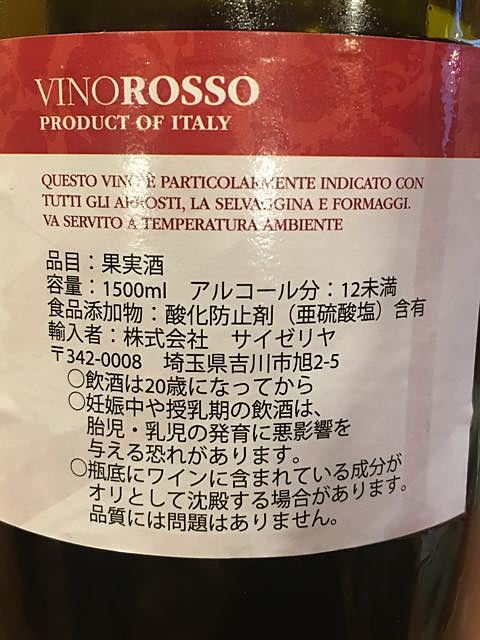 VINOROSSO
PRODUCT OF ITALY
QUESTO VINO È PARTICOLARMENTE INDICATO CON
TUTTI GLI ARROSTI, LA SELVAGGINA E FORMAGGI.
VA SERVITO A TEMPERATURA AMBIENTE
品目：果実酒
容量：1500ml　アルコール分：12未満
食品添加物：酸化防止剤（亜硫酸塩）含有
輸入者：株式会社　サイゼリヤ
〒342-0008　埼玉県吉川市旭2-5
○飲酒は20歳になってから
○妊娠中や授乳期の飲酒は、
胎児・乳児の発育に悪影響を
与える恐れがあります。
○瓶底にワインに含まれている成分が
オリとして沈殿する場合があります。
品質には問題はありません。